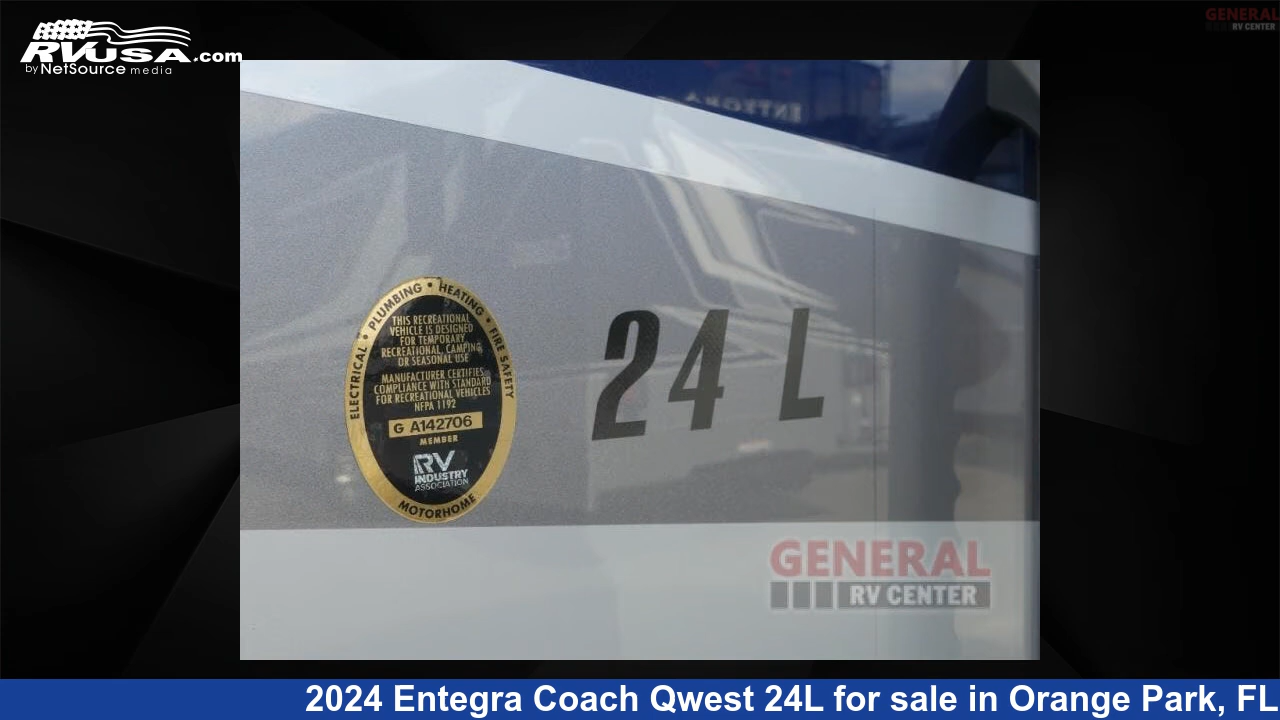 RVUSA.com
by NetSource media
GENERAL
RV CENTER
ELECTRICAL • PLUMBING • HEATING • FIRE SAFETY
THIS RECREATIONAL
VEHICLE IS DESIGNED
FOR TEMPORARY
RECREATIONAL, CAMPING
OR SEASONAL USE
MANUFACTURER CERTIFIES
COMPLIANCE WITH STANDARD
FOR RECREATIONAL VEHICLES
NFPA 1192
G A142706
MEMBER
RV
INDUSTRY
ASSOCIATION
MOTORHOME
24 L
GENERAL
RV CENTER
2024 Entegra Coach Qwest 24L for sale in Orange Park, FL